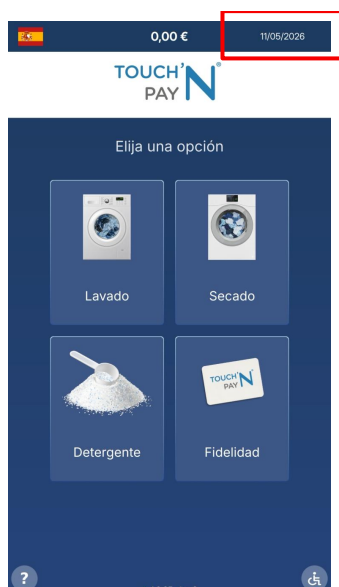 0,00 €
11/05/2026
TOUCH'N®
PAY
Elija una opción
Lavado
Secado
TOUCH'N
PAY
Detergente
Fidelidad
?